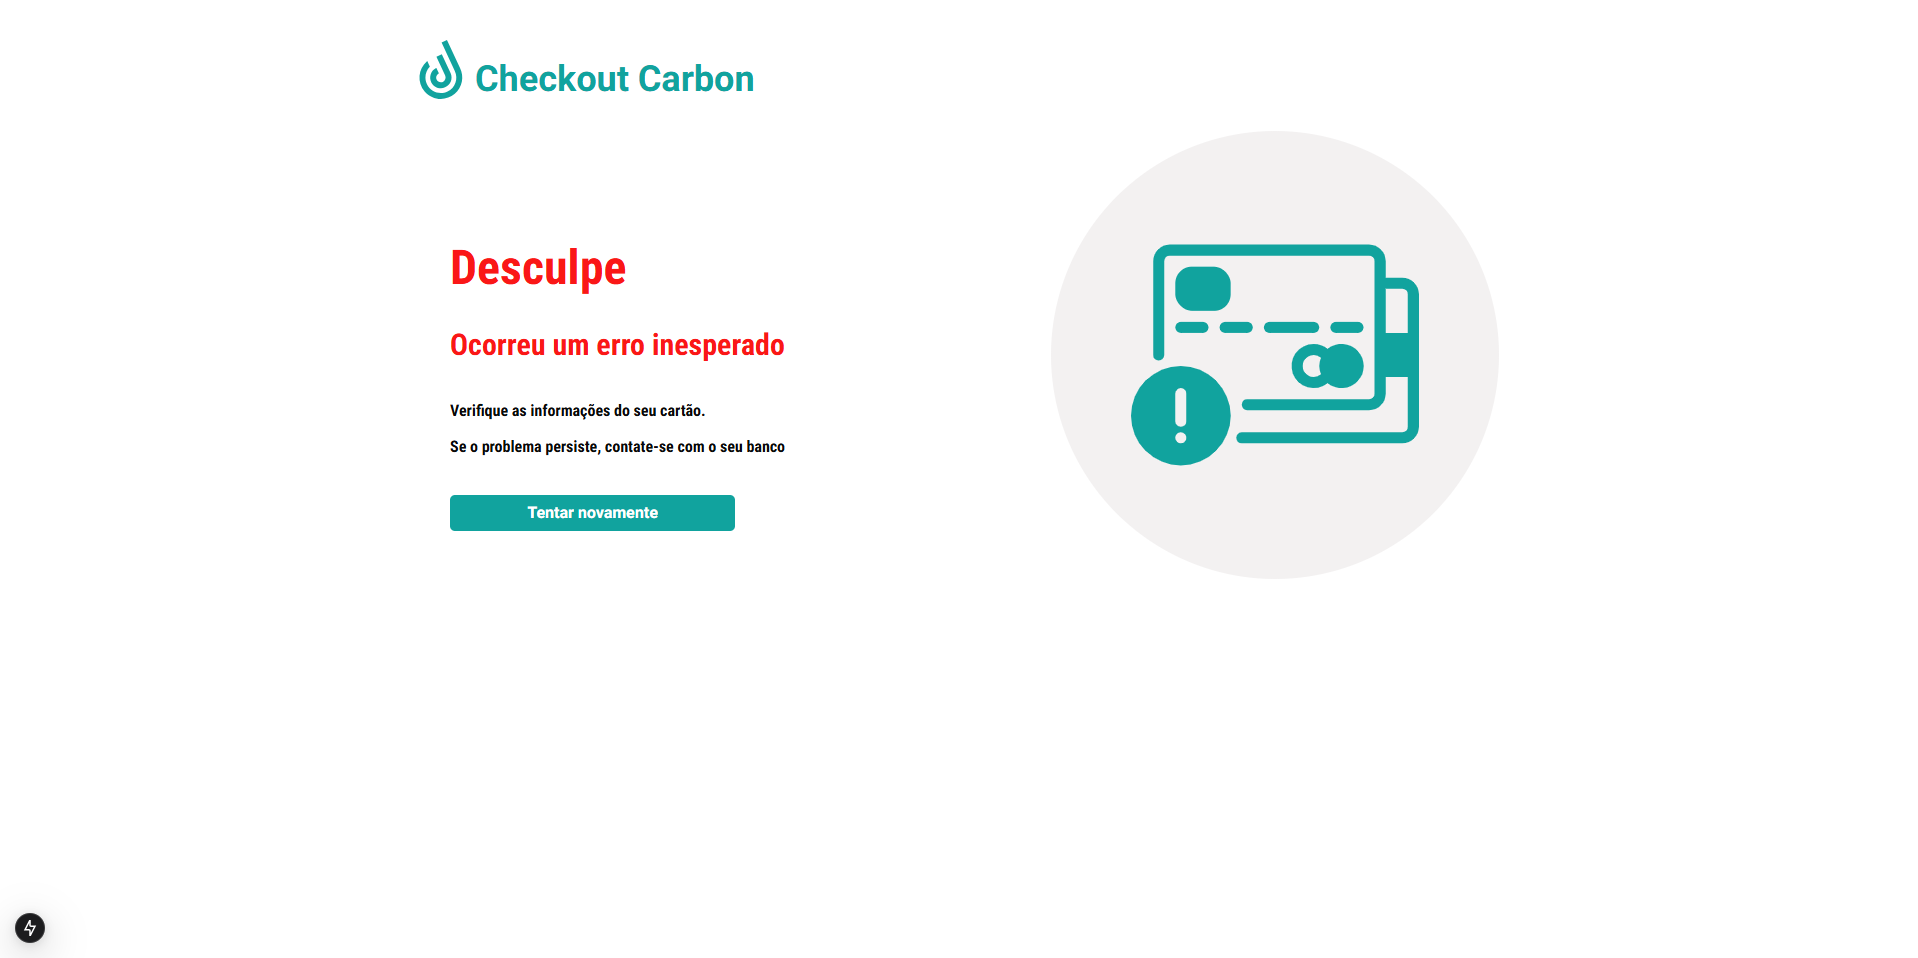 Checkout Carbon
Desculpe
Ocorreu um erro inesperado
Verifique as informações do seu cartão.
Se o problema persiste, contate-se com o seu banco
Tentar novamente